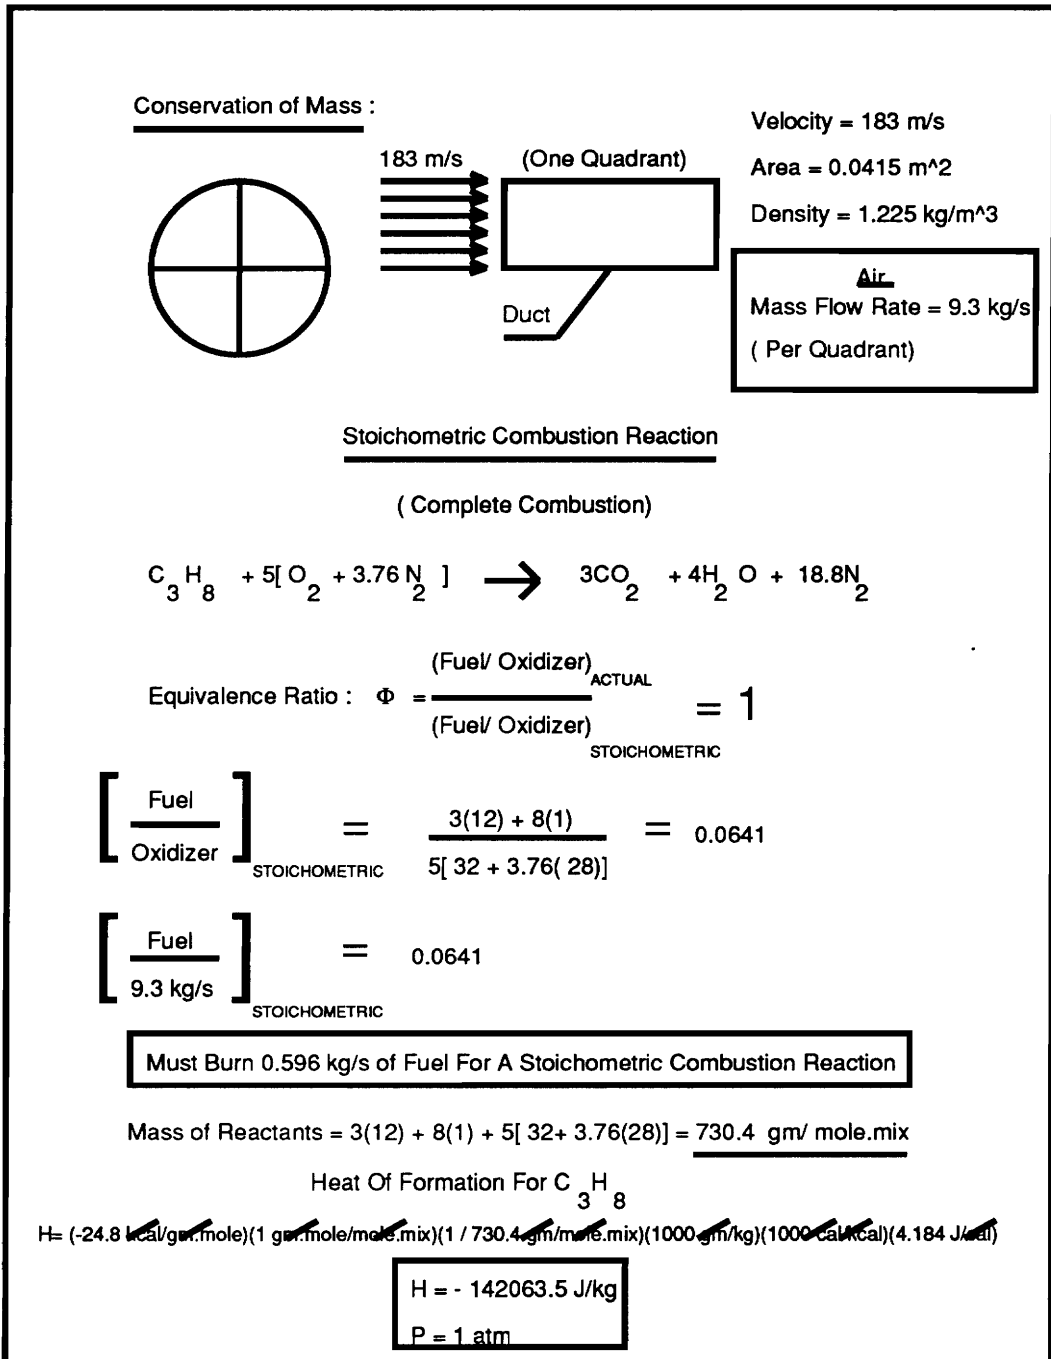 Conservation of Mass :
Velocity = 183 m/s
183 m/s (One Quadrant)
Area = 0.0415 m^2
Density = 1.225 kg/m^3
Air
Duct
Mass Flow Rate = 9.3 kg/s
( Per Quadrant)
Stoichometric Combustion Reaction
( Complete Combustion)
C3H8 + 5[ O2 + 3.76 N2 ] → 3CO2 + 4H2O + 18.8N2
(Fuel/ Oxidizer)ACTUAL
Equivalence Ratio : Φ = = 1
(Fuel/ Oxidizer)STOICHOMETRIC
Fuel
Oxidizer
STOICHOMETRIC
= 3(12) + 8(1)
5[ 32 + 3.76( 28)]
= 0.0641
Fuel
9.3 kg/s
STOICHOMETRIC
= 0.0641
Must Burn 0.596 kg/s of Fuel For A Stoichometric Combustion Reaction
Mass of Reactants = 3(12) + 8(1) + 5[ 32+ 3.76(28)] = 730.4 gm/ mole.mix
Heat Of Formation For C3H8
H= (-24.8 kcal/gm.mole)(1 gm.mole/mole.mix)(1 / 730.4 gm/mole.mix)(1000 gm/kg)(1000 cal/kcal)(4.184 J/cal)
H = - 142063.5 J/kg
P = 1 atm